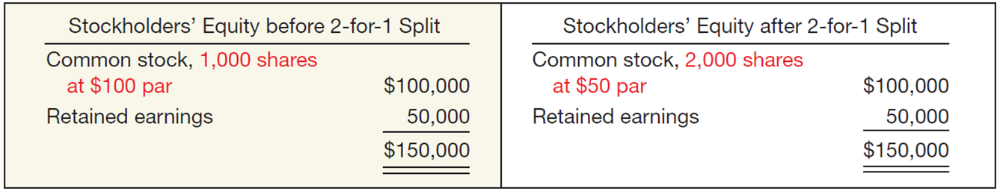 Stockholders’ Equity before 2-for-1 Split
Common stock, 1,000 shares
at $100 par $100,000
Retained earnings 50,000
$150,000
Stockholders’ Equity after 2-for-1 Split
Common stock, 2,000 shares
at $50 par $100,000
Retained earnings 50,000
$150,000